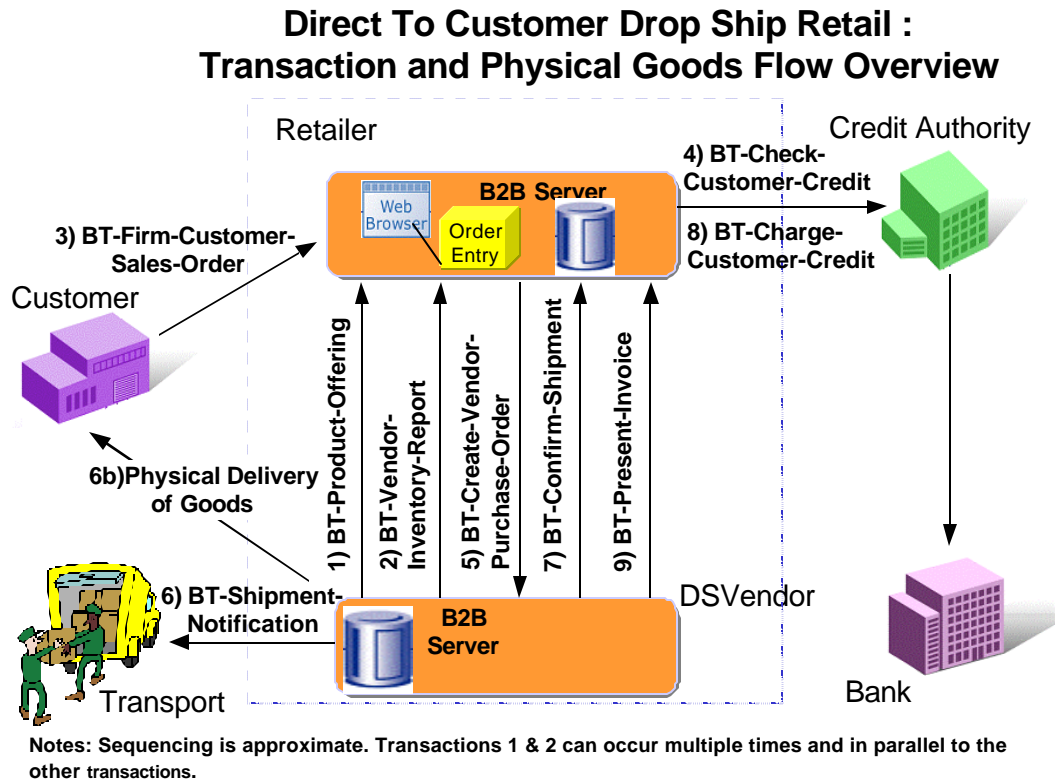 Direct To Customer Drop Ship Retail :
Transaction and Physical Goods Flow Overview
Retailer
Credit Authority
4) BT-Check-
Customer-Credit
B2B Server
Web
Browser
Order
Entry
3) BT-Firm-Customer-
Sales-Order
8) BT-Charge-
Customer-Credit
Customer
1) BT-Product-Offering
2) BT-Vendor-
Inventory-Report
5) BT-Create-Vendor-
Purchase-Order
7) BT-Confirm-Shipment
9) BT-Present-Invoice
6b)Physical Delivery
of Goods
6) BT-Shipment-
Notification
DSVendor
B2B
Server
Transport
Bank
Notes: Sequencing is approximate. Transactions 1 & 2 can occur multiple times and in parallel to the
other transactions.